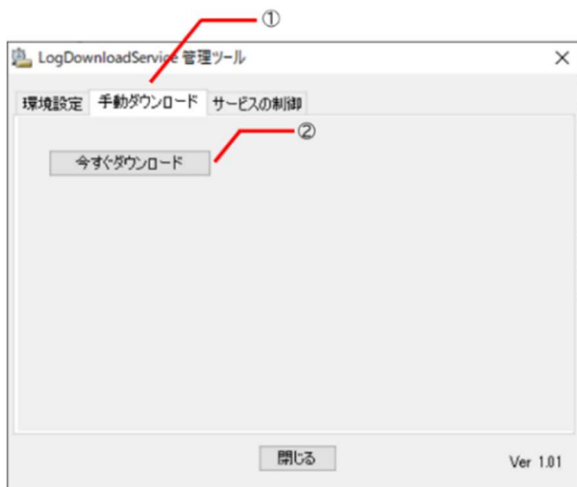 ①
LogDownloadService 管理ツール
環境設定 手動ダウンロード サービスの制御
②
今すぐダウンロード
閉じる
Ver 1.01